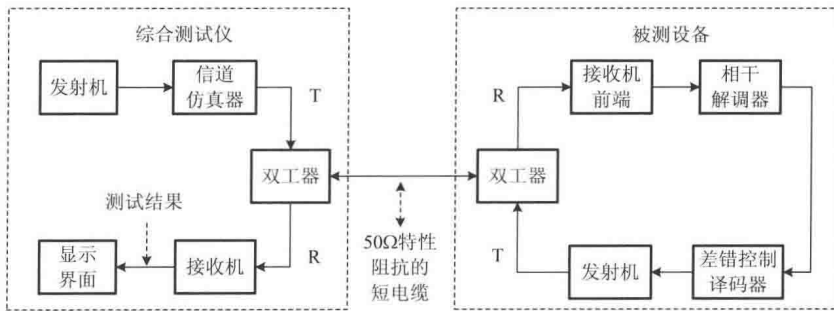 综合测试仪
发射机
信道
仿真器
T
双工器
测试结果
显示
界面
接收机
R
50Ω特性
阻抗的
短电缆
被测设备
R
接收机
前端
相干
解调器
双工器
T
发射机
差错控制
译码器